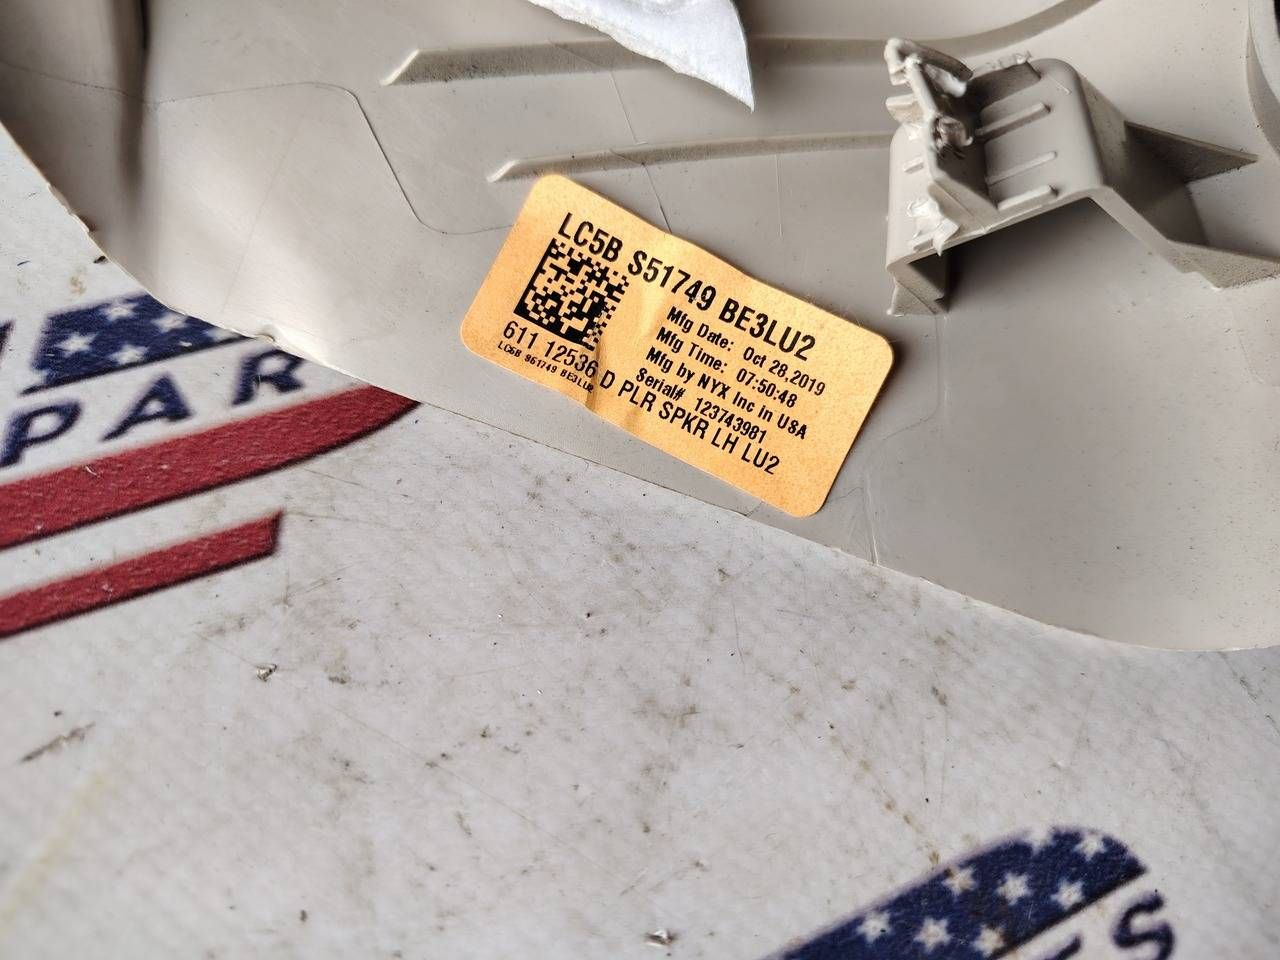 LC5B S51749 BE3LU2
Mfg Date: Oct 28,2019
Mfg Time: 07:50:48
Mfg by NYX Inc in USA
Serial# 123743981
611 12536 D PLR SPKR LH LU2
LC5B S51749 BE3LU2
PAR
S